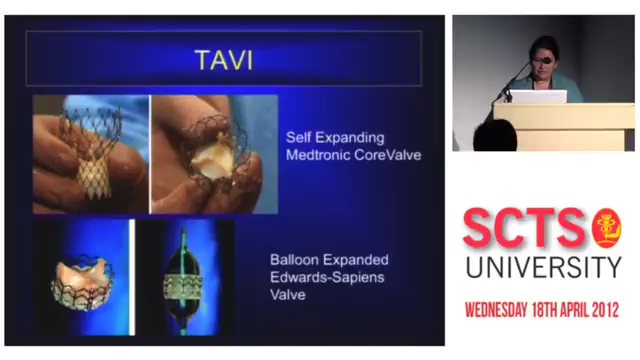 TAVI
Self Expanding
Medtronic CoreValve
Balloon Expanded
Edwards-Sapiens
Valve
SCTS
UNIVERSITY
WEDNESDAY 18TH APRIL 2012